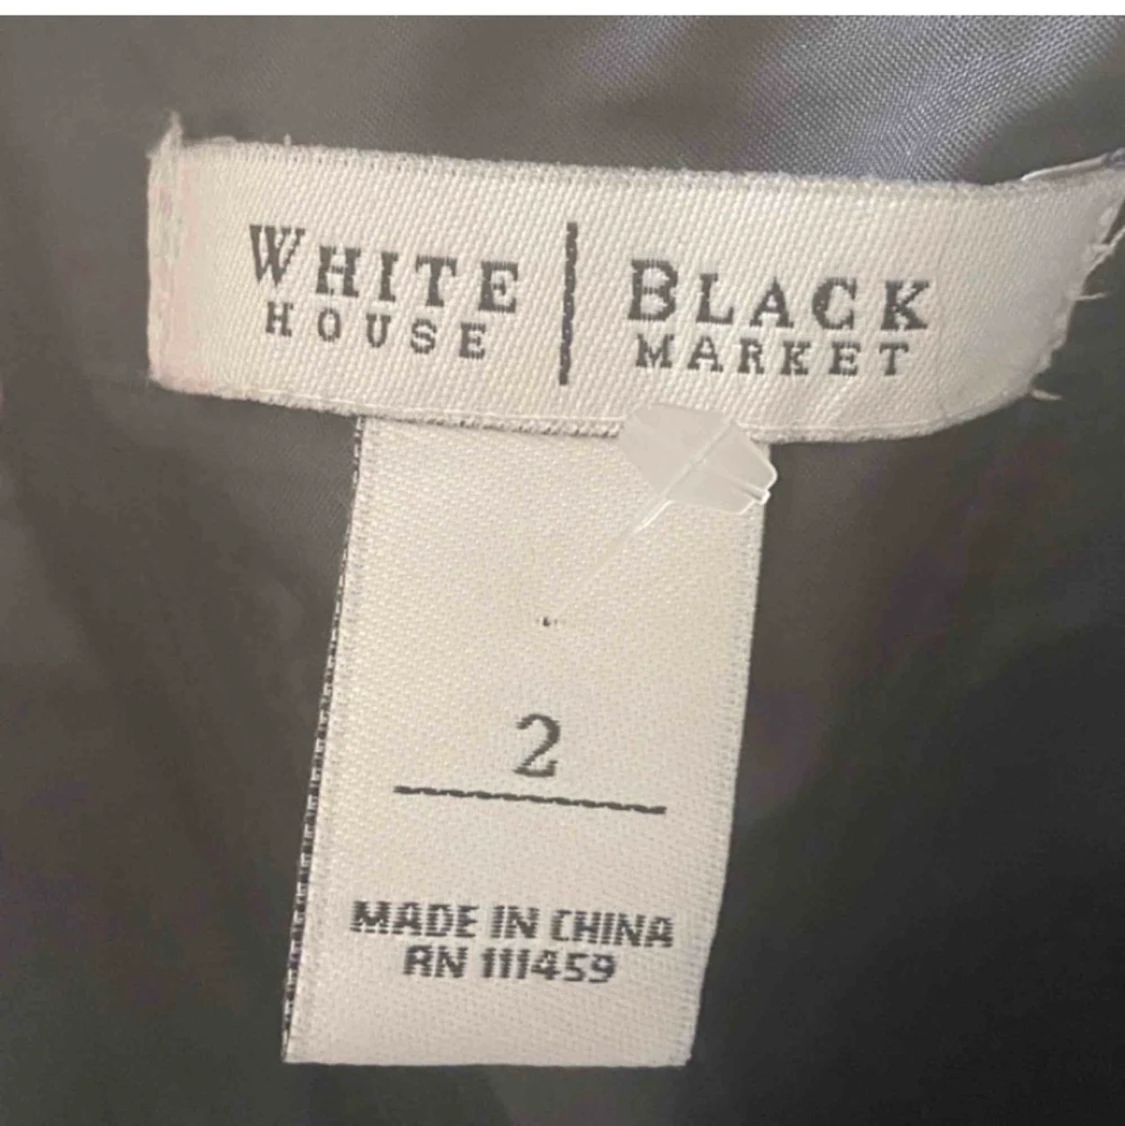 WHITE | BLACK
HOUSE | MARKET
2
MADE IN CHINA
RN 111459